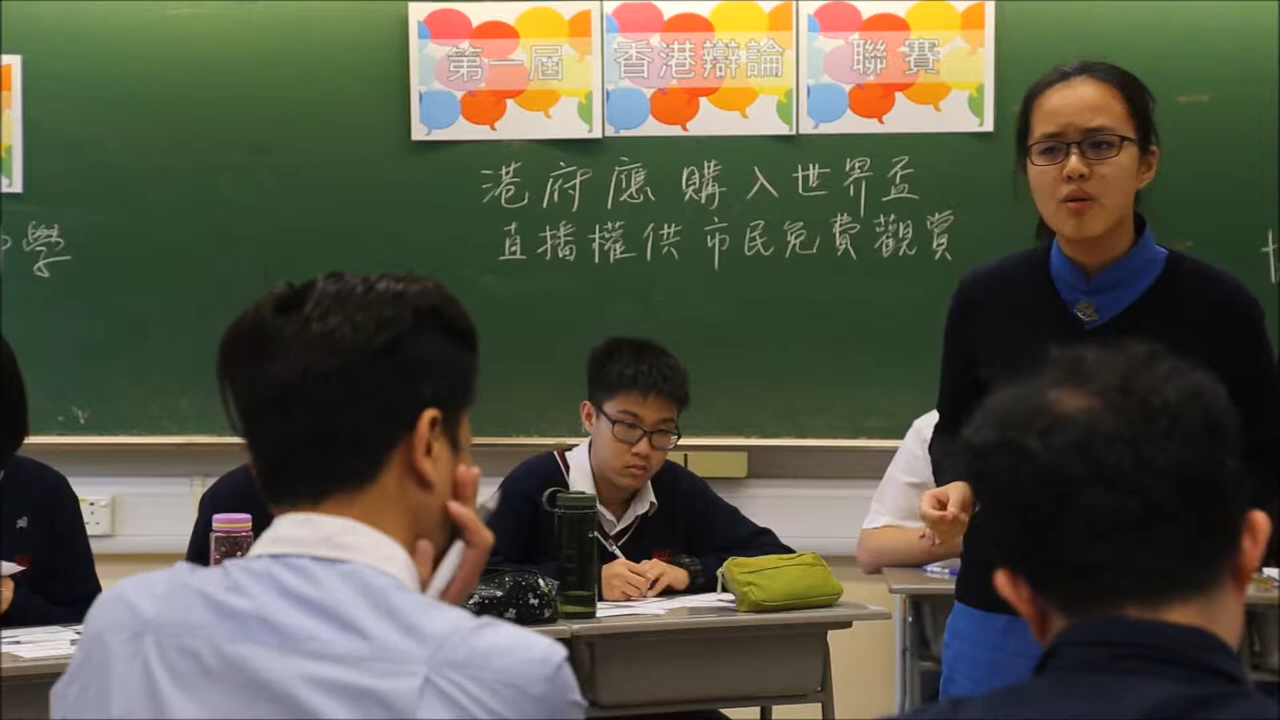 第一屆 香港辯論 聯賽
港府應購入世界盃
直播權供市民免費觀賞
學